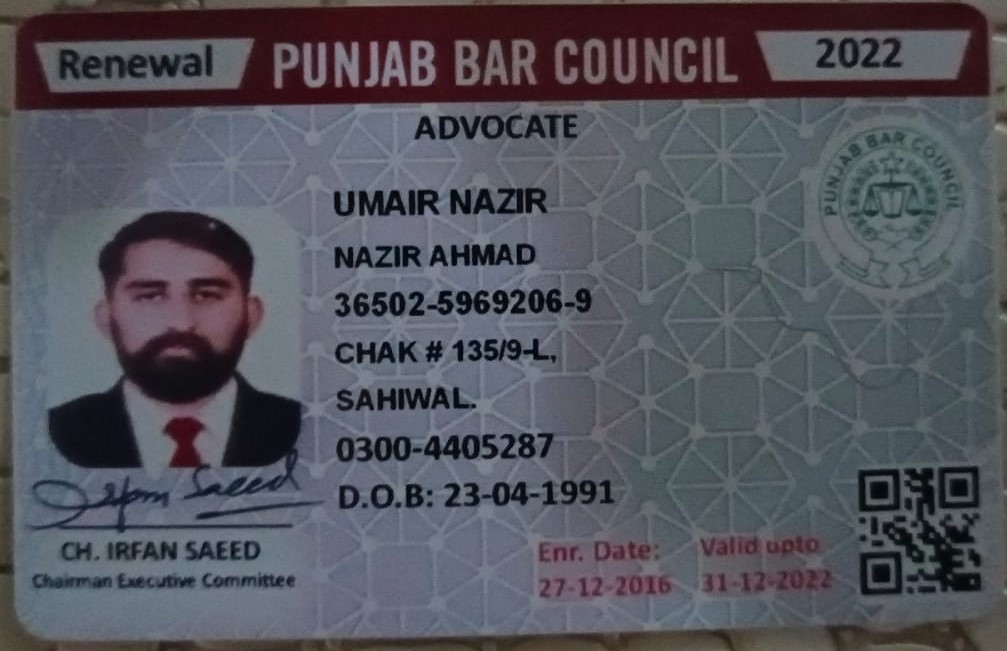 Renewal PUNJAB BAR COUNCIL 2022
ADVOCATE
PUNJAB BAR COUNCIL
UMAIR NAZIR
NAZIR AHMAD
36502-5969206-9
CHAK # 135/9-L,
SAHIWAL.
0300-4405287
D.O.B: 23-04-1991
Irfan Saeed
CH. IRFAN SAEED
Chairman Executive Committee
Enr. Date: Valid upto
27-12-2016 31-12-2022